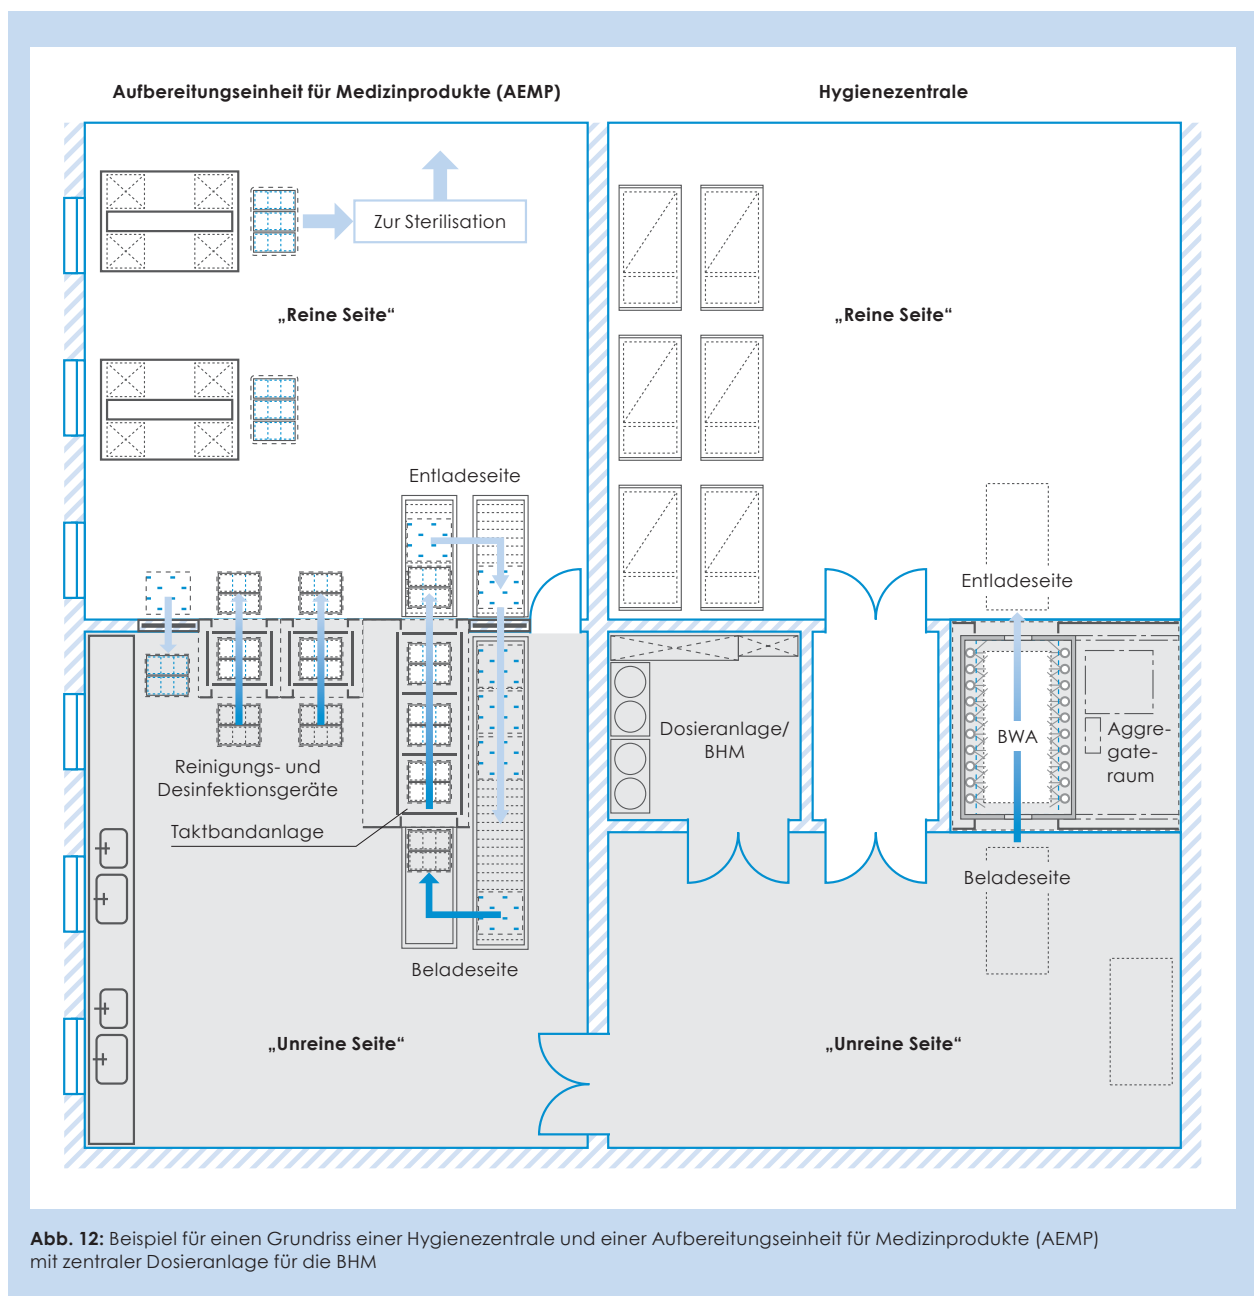 Aufbereitungseinheit für Medizinprodukte (AEMP)
Hygienezentrale
Zur Sterilisation
„Reine Seite“
„Reine Seite“
Entladeseite
Entladeseite
Reinigungs- und
Desinfektionsgeräte
Taktbandanlage
Dosieranlage/
BHM
BWA
Aggre-
gate-
raum
Beladeseite
Beladeseite
„Unreine Seite“
„Unreine Seite“
Abb. 12: Beispiel für einen Grundriss einer Hygienezentrale und einer Aufbereitungseinheit für Medizinprodukte (AEMP)
mit zentraler Dosieranlage für die BHM